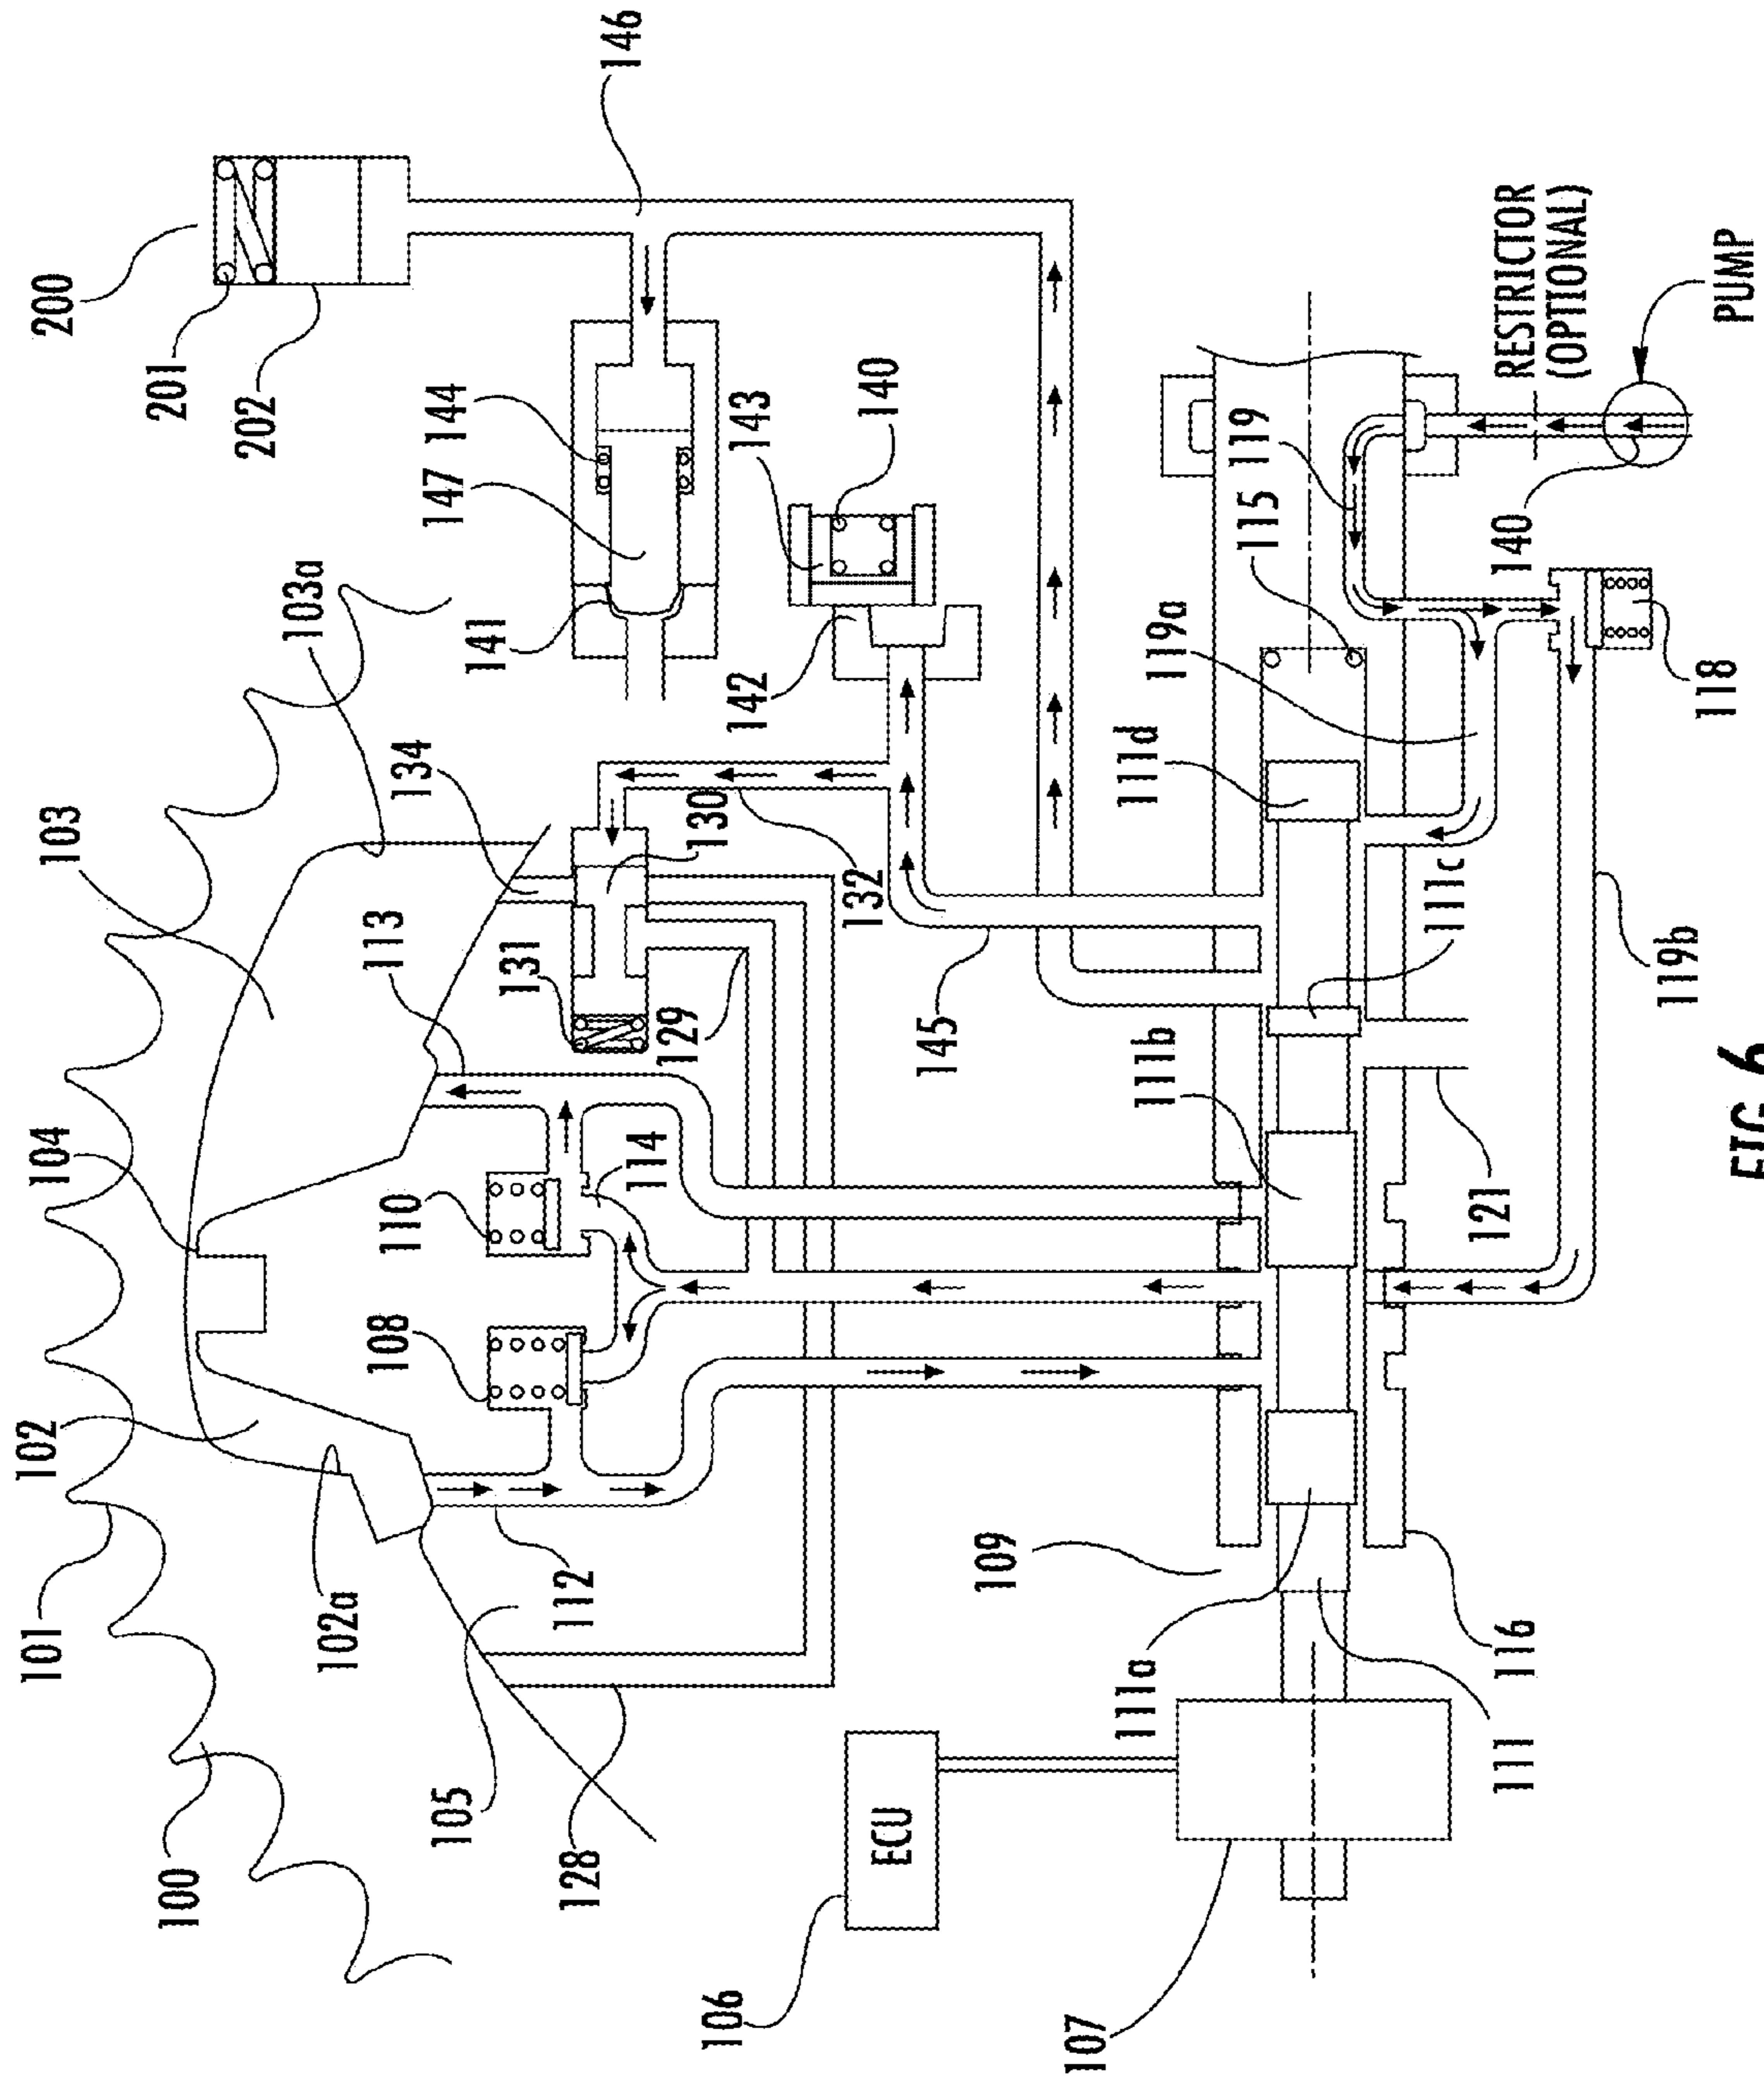 101 102 104 103 200
100 201
202
102a 103a
108 110 113
134
105 147 144
141
131
128 112
114 146
129
106 130
142 143
132 140
ECU
145
109
107
111a 111b 111d
119a
119
115
111c
111 116 121 140 RESTRICTOR
(OPTIONAL)
119b
118
PUMP
FIG. 6